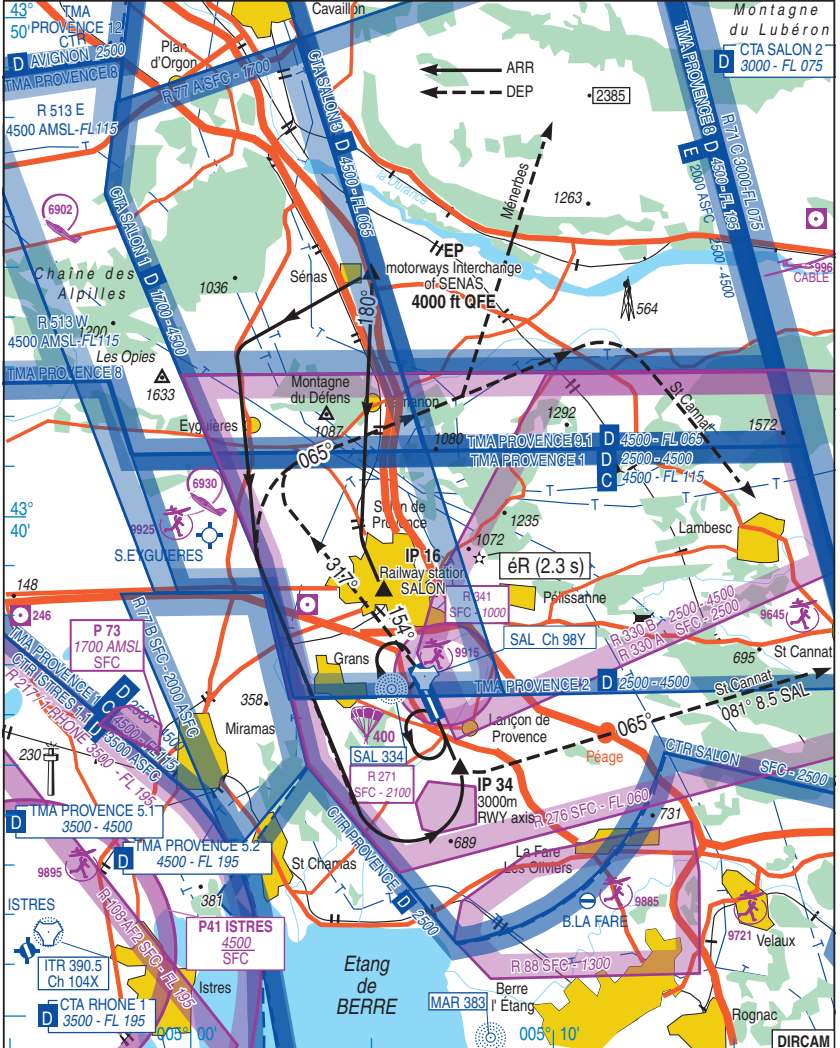 43°
50'
TMA
PROVENCE 12
CTR
D AVIGNON 2500
TMA PROVENCE 8
Cavaillon
Plan
d'Orgon
R 77 A SFC - 1700
ARR
DEP
Montagne
du Lubéron
D CTA SALON 2
3000 - FL 075
2385
R 513 E
4500 AMSL-FL115
CTA SALON 3 D 4500 - FL 065
TMA PROVENCE 8 D 4500 - FL 195
R 71 C 3000-FL 075
E 2000 ASFC
2500 - 4500
la Durance
Ménerbes
1263
6902
996
CABLE
CTA SALON 1 D 1700 - 4500
Chaîne des
Alpilles
1036
Sénas
EP
motorways Interchange
of SENAS
4000 ft QFE
180°
564
R 513 W
4500 AMSL-FL115
1200
Les Opies
TMA PROVENCE 8
1633
Montagne
du Défens
1087
Eyguières
1080
065°
St Cannat
1292
1572
TMA PROVENCE 9.1 D 4500 - FL 065
TMA PROVENCE 1 D 2500 - 4500
C 4500 - FL 115
43°
40'
6930
9925
S.EYGUIERES
Salon de
Provence
1235
1072
Lambesc
IP 16
Railway station
SALON
éR (2.3 s)
317°
154°
R 341
SFC - 1000
Pélissanne
148
246
P 73
1700 AMSL
SFC
R 77 B SFC - 2000 ASFC
9915
SAL Ch 98Y
R 330 B - 2500 - 4500
R 330 A - SFC - 2500
9645
695
St Cannat
Grans
TMA PROVENCE 2 D 2500 - 4500
St Cannat
081° 8.5 SAL
TMA PROVENCE 1 D 2500 - 4500
C 4500 - FL 115
CTR ISTRES 1.1 D 3500 ASFC
R 217 / 1 RHONE 3500 - FL 195
358
Miramas
400
SAL 334
Lançon de
Provence
065°
Péage
230
R 271
SFC - 2100
IP 34
3000m
RWY axis
CTR SALON SFC - 2500
R 276 SFC - FL 060
D TMA PROVENCE 5.1
3500 - 4500
D TMA PROVENCE 5.2
4500 - FL 195
CTR PROVENCE D 2500
731
689
La Fare
Les Oliviers
St Chamas
9895
381
R 108 AF2 SFC - FL 195
ISTRES
P41 ISTRES
4500
SFC
9885
B.LA FARE
9721
Velaux
ITR 390.5
Ch 104X
Istres
Etang
de
BERRE
R 88 SFC - 1300
D CTA RHONE 1
3500 - FL 195
MAR 383
Berre
l' Étang
Rognac
005° 00'
005° 10'
DIRCAM